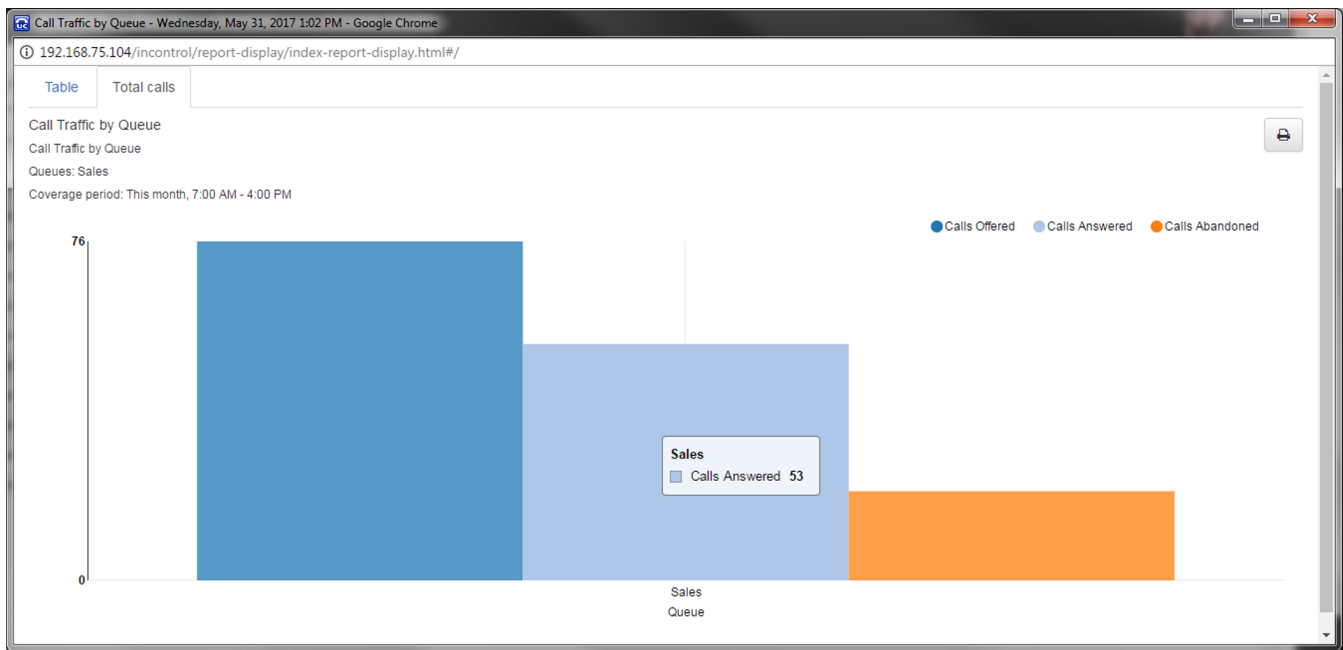 Call Traffic by Queue - Wednesday, May 31, 2017 1:02 PM - Google Chrome
192.168.75.104/incontrol/report-display/index-report-display.html#/
Table Total calls
Call Traffic by Queue
Call Traffic by Queue
Queues: Sales
Coverage period: This month, 7:00 AM - 4:00 PM
Calls Offered Calls Answered Calls Abandoned
76
Sales
Calls Answered 53
0
Sales
Queue